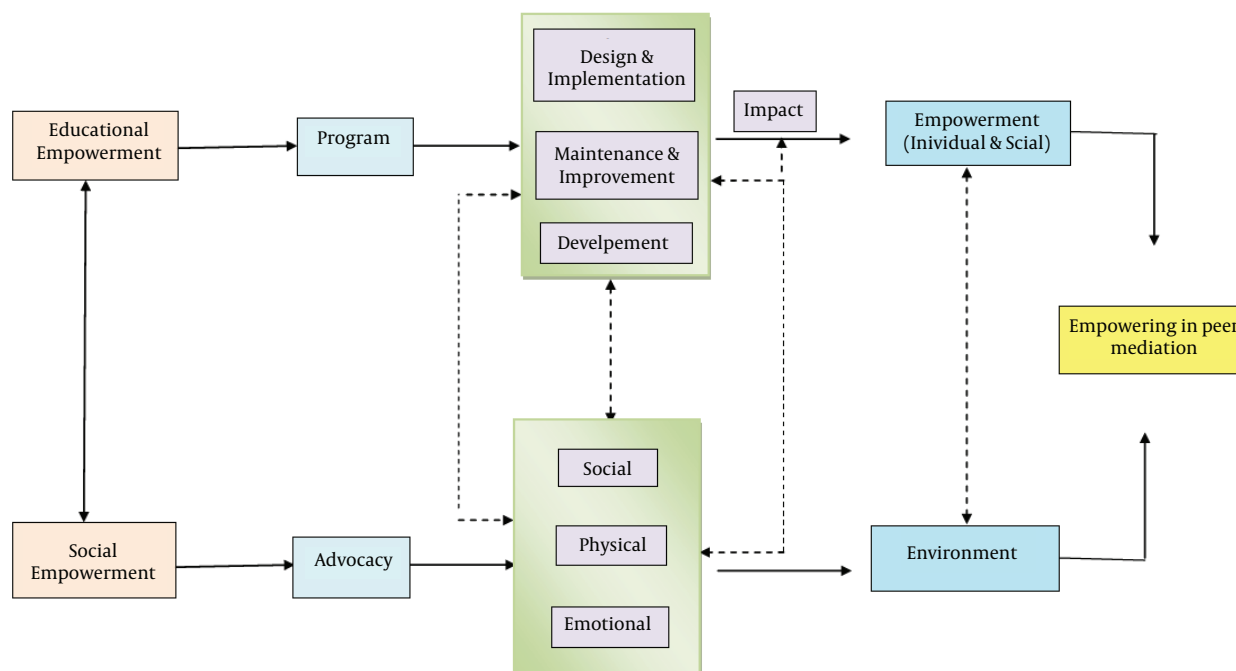 Design &
Implementation
Impact
Educational
Empowerment
Program
Maintenance &
Improvement
Empowerment
(Inividual & Scial)
Develpement
Empowering in peer
mediation
Social
Social
Empowerment
Advocacy
Physical
Environment
Emotional